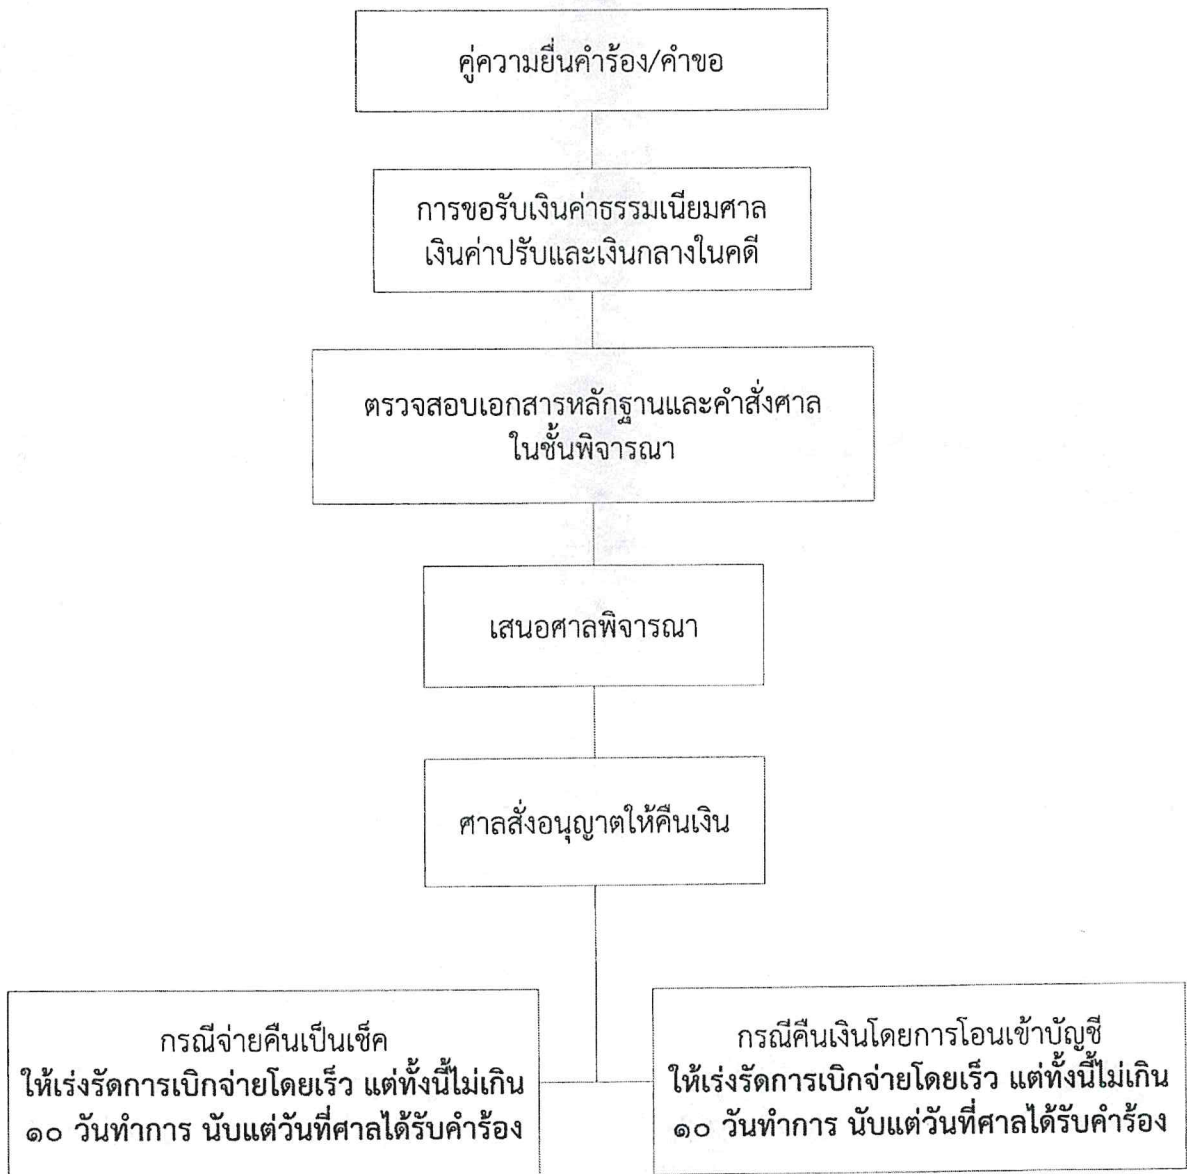 คู่ความยื่นคำร้อง/คำขอ
การขอรับเงินค่าธรรมเนียมศาล
เงินค่าปรับและเงินกลางในคดี
ตรวจสอบเอกสารหลักฐานและคำสั่งศาล
ในชั้นพิจารณา
เสนอศาลพิจารณา
ศาลสั่งอนุญาตให้คืนเงิน
กรณีจ่ายคืนเป็นเช็ค
ให้เร่งรัดการเบิกจ่ายโดยเร็ว แต่ทั้งนี้ไม่เกิน
๑๐ วันทำการ นับแต่วันที่ศาลได้รับคำร้อง
กรณีคืนเงินโดยการโอนเข้าบัญชี
ให้เร่งรัดการเบิกจ่ายโดยเร็ว แต่ทั้งนี้ไม่เกิน
๑๐ วันทำการ นับแต่วันที่ศาลได้รับคำร้อง